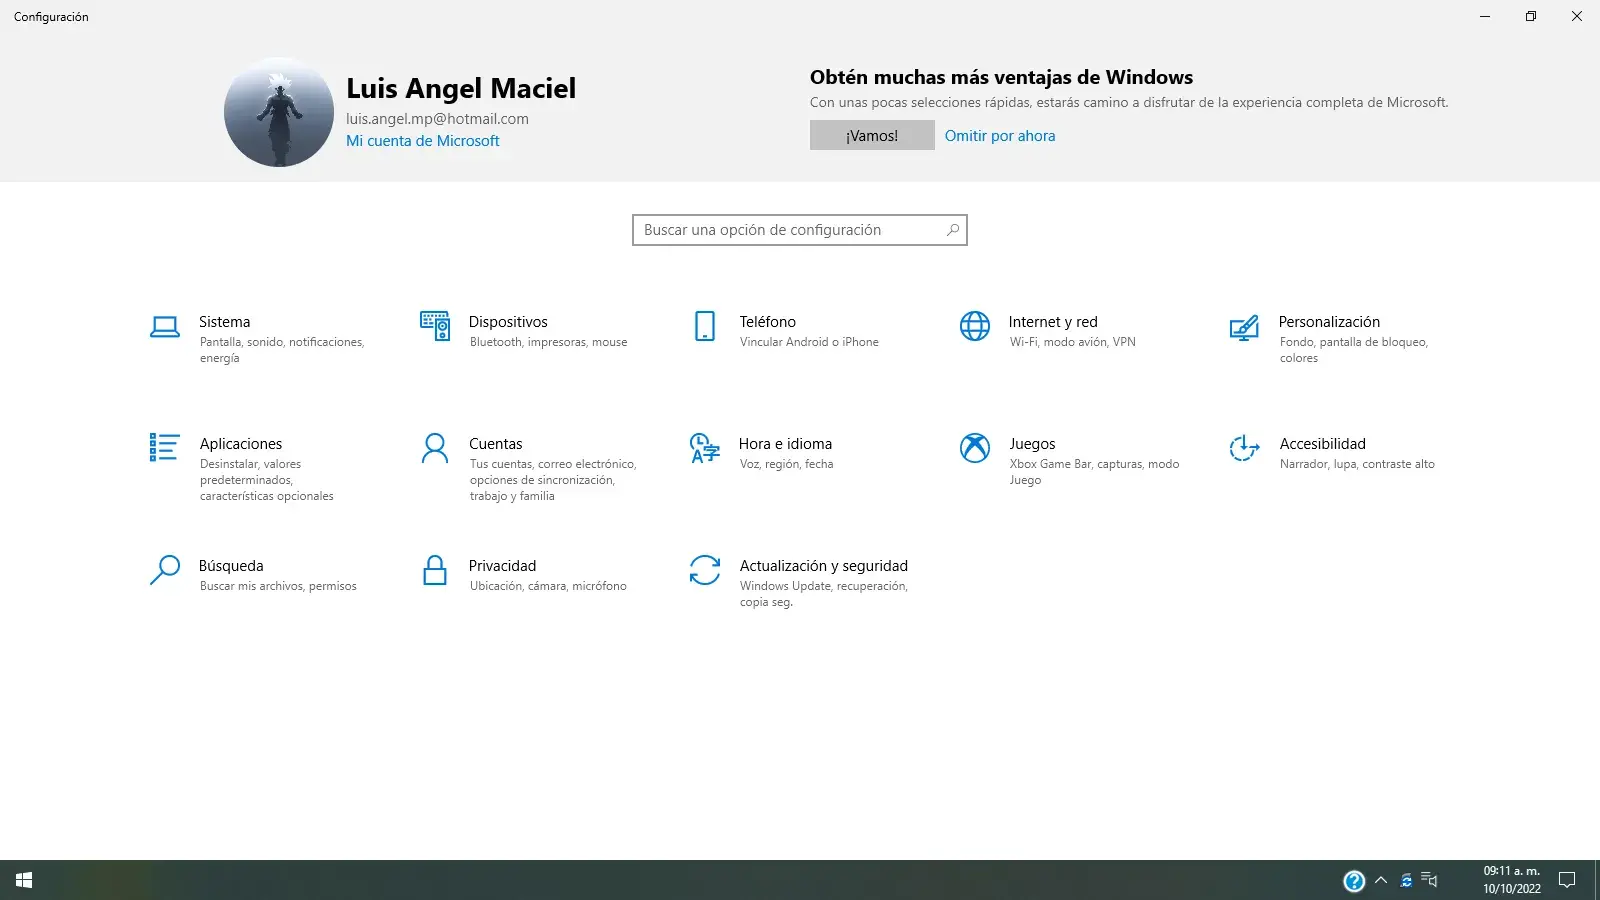 Configuración
Luis Angel Maciel
luis.angel.mp@hotmail.com
Mi cuenta de Microsoft
Obtén muchas más ventajas de Windows
Con unas pocas selecciones rápidas, estarás camino a disfrutar de la experiencia completa de Microsoft.
¡Vamos!
Omitir por ahora
Buscar una opción de configuración
Sistema
Pantalla, sonido, notificaciones,
energía
Dispositivos
Bluetooth, impresoras, mouse
Teléfono
Vincular Android o iPhone
Internet y red
Wi-Fi, modo avión, VPN
Personalización
Fondo, pantalla de bloqueo,
colores
Aplicaciones
Desinstalar, valores
predeterminados,
características opcionales
Cuentas
Tus cuentas, correo electrónico,
opciones de sincronización,
trabajo y familia
Hora e idioma
Voz, región, fecha
Juegos
Xbox Game Bar, capturas, modo
Juego
Accesibilidad
Narrador, lupa, contraste alto
Búsqueda
Buscar mis archivos, permisos
Privacidad
Ubicación, cámara, micrófono
Actualización y seguridad
Windows Update, recuperación,
copia seg.
09:11 a. m.
10/10/2022